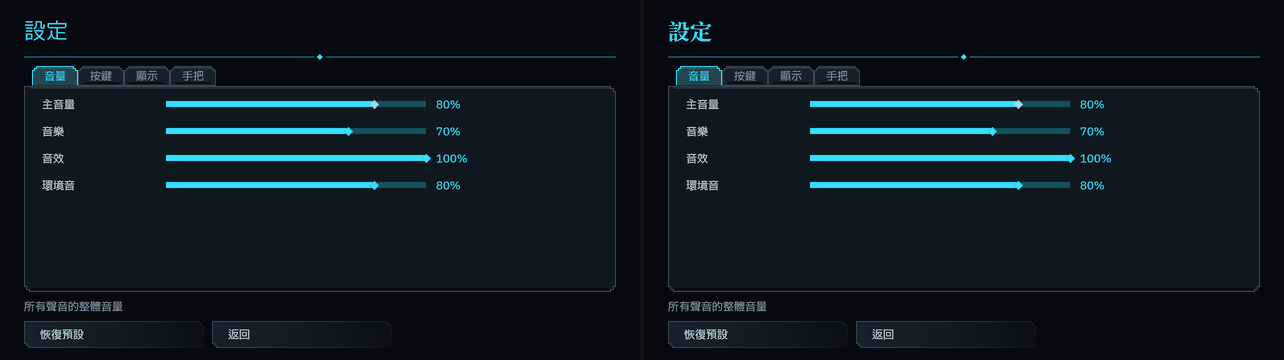 設定
音量 按鍵 顯示 手把
主音量 80%
音樂 70%
音效 100%
環境音 80%
所有聲音的整體音量
恢復預設 返回
設定
音量 按鍵 顯示 手把
主音量 80%
音樂 70%
音效 100%
環境音 80%
所有聲音的整體音量
恢復預設 返回